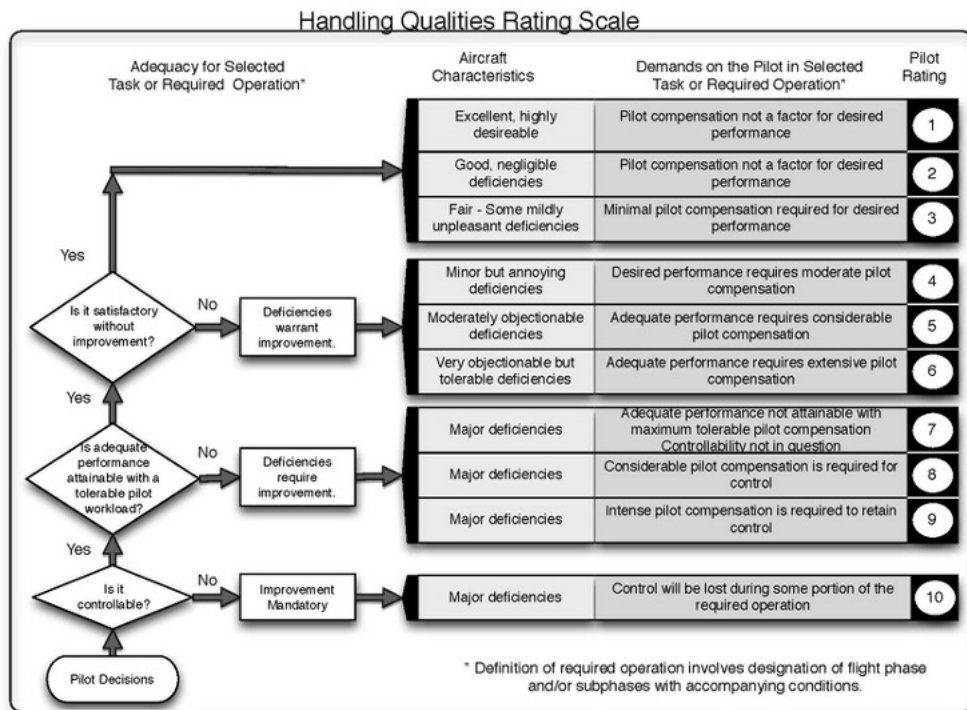 Handling Qualities Rating Scale
Adequacy for Selected
Task or Required Operation*
Aircraft
Characteristics
Demands on the Pilot in Selected
Task or Required Operation*
Pilot
Rating
Excellent, highly
desireable
Pilot compensation not a factor for desired
performance
1
Good, negligible
deficiencies
Pilot compensation not a factor for desired
performance
2
Fair - Some mildly
unpleasant deficiencies
Minimal pilot compensation required for desired
performance
3
Yes
Is it satisfactory
without
improvement?
No
Deficiencies
warrant
improvement.
Minor but annoying
deficiencies
Desired performance requires moderate pilot
compensation
4
Moderately objectionable
deficiencies
Adequate performance requires considerable
pilot compensation
5
Very objectionable but
tolerable deficiencies
Adequate performance requires extensive pilot
compensation
6
Yes
Is adequate
performance
attainable with a
tolerable pilot
workload?
No
Deficiencies
require
improvement.
Major deficiencies
Adequate performance not attainable with
maximum tolerable pilot compensation
Controllability not in question
7
Major deficiencies
Considerable pilot compensation is required for
control
8
Major deficiencies
Intense pilot compensation is required to retain
control
9
Yes
Is it
controllable?
No
Improvement
Mandatory
Major deficiencies
Control will be lost during some portion of the
required operation
10
Pilot Decisions
* Definition of required operation involves designation of flight phase
and/or subphases with accompanying conditions.